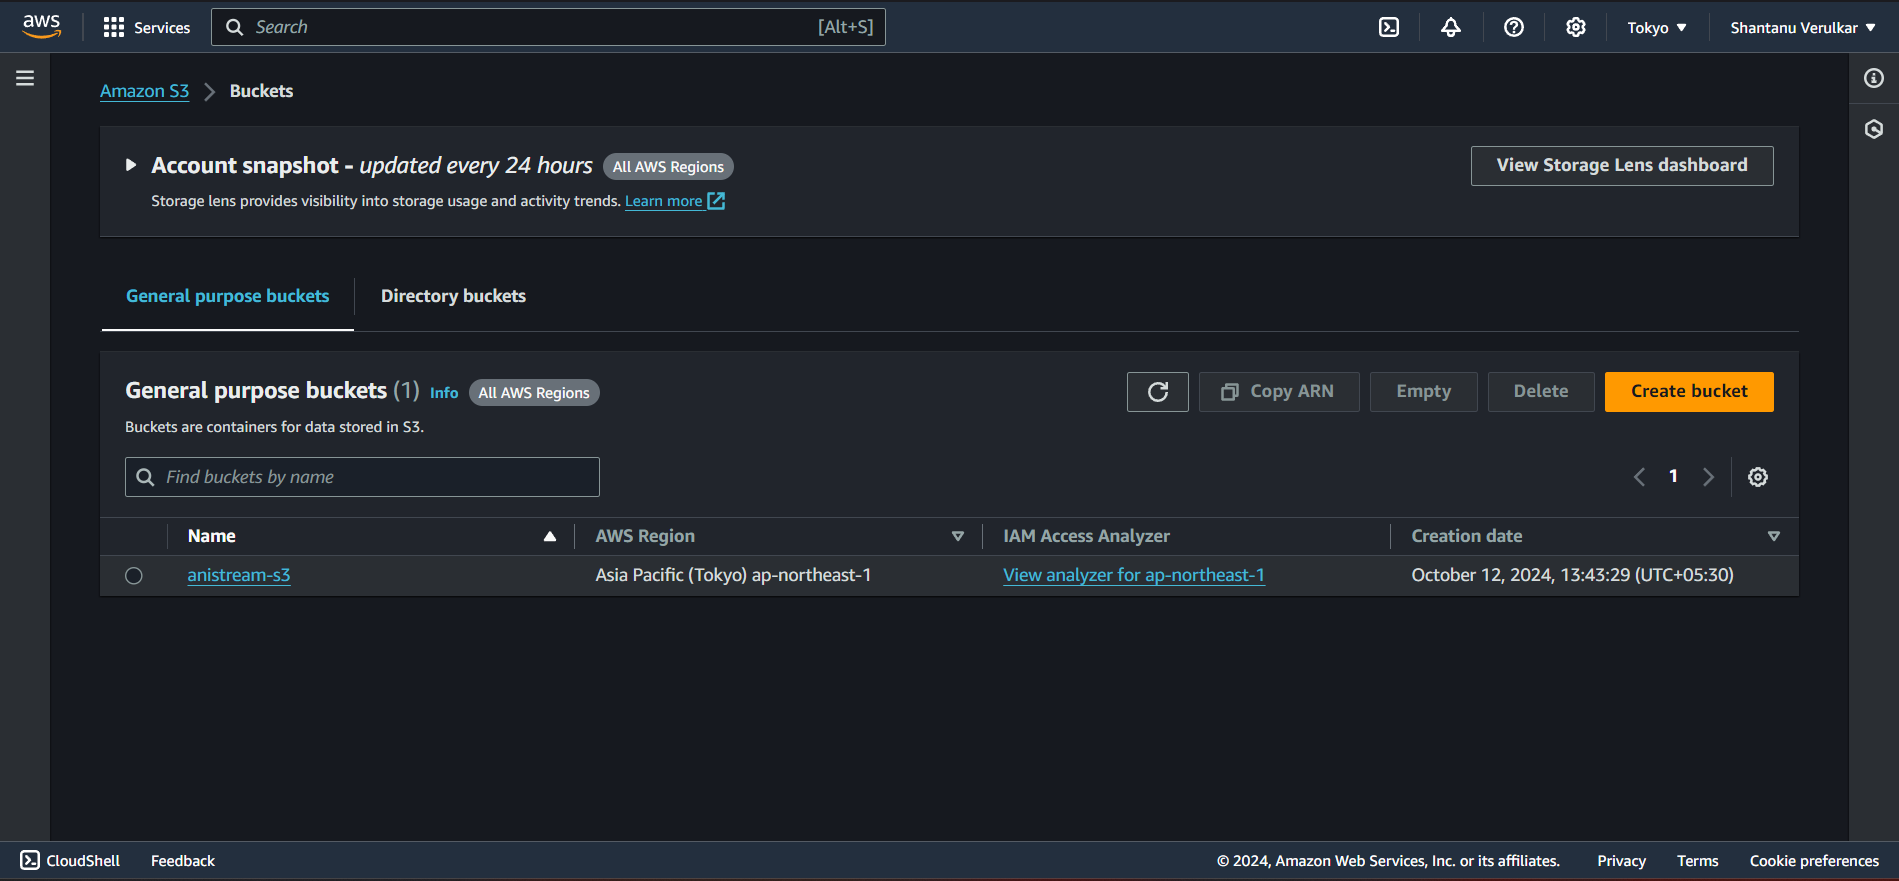 aws Services Search [Alt+S] Tokyo Shantanu Verulkar
Amazon S3 Buckets
Account snapshot - updated every 24 hours All AWS Regions View Storage Lens dashboard
Storage lens provides visibility into storage usage and activity trends. Learn more
General purpose buckets Directory buckets
General purpose buckets (1) Info All AWS Regions Copy ARN Empty Delete Create bucket
Buckets are containers for data stored in S3.
Find buckets by name 1
Name AWS Region IAM Access Analyzer Creation date
anistream-s3 Asia Pacific (Tokyo) ap-northeast-1 View analyzer for ap-northeast-1 October 12, 2024, 13:43:29 (UTC+05:30)
CloudShell Feedback © 2024, Amazon Web Services, Inc. or its affiliates. Privacy Terms Cookie preferences